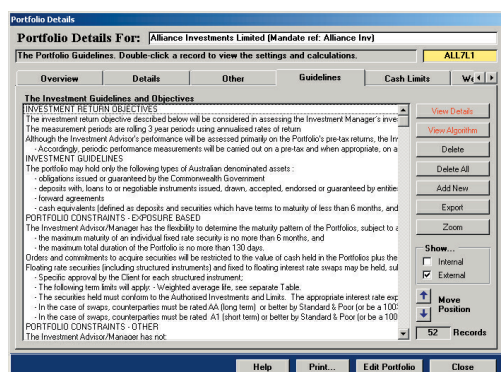 Portfolio Details
Portfolio Details For: Alliance Investments Limited (Mandate ref: Alliance Inv)
The Portfolio Guidelines. Double-click a record to view the settings and calculations. ALL7L1
Overview Details Other Guidelines Cash Limits
The Investment Guidelines and Objectives
INVESTMENT RETURN OBJECTIVES
The investment return objective described below will be considered in assessing the Investment Manager's inve
The measurement periods are rolling 3 year periods using annualised rates of return
Although the Investment Advisor's performance will be assessed primarily on the Portfolio's pre-tax returns, the In
- Accordingly, periodic performance measurements will be carried out on a pre-tax and when appropriate, on a
INVESTMENT GUIDELINES
The portfolio may hold only the following types of Australian denominated assets :
- obligations issued or guaranteed by the Commonwealth Government
- deposits with, loans to or negotiable instruments issued, drawn, accepted, endorsed or guaranteed by entitie
- forward agreements
- cash equivalents (defined as deposits and securities which have terms to maturity of less than 6 months, and
PORTFOLIO CONSTRAINTS - EXPOSURE BASED
The Investment Advisor/Manager has the flexibility to determine the maturity pattern of the Portfolios, subject to a
- the maximum maturity of an individual fixed rate security is no more than 6 months, and
- the maximum total duration of the Portfolio is no more than 130 days.
Orders and commitments to acquire securities will be restricted to the value of cash held in the Portfolios plus the
Floating rate securities (including structured instruments) and fixed to floating interest rate swaps may be held, sul
- Specific approval by the Client for each structured instrument;
- The following term limits will apply: - Weighted average life, see separate Table.
- The securities held must conform to the Authorised Investments and Limits. The appropriate interest rate exp
- In the case of swaps, counterparties must be rated AA (long term) or better by Standard & Poor (or be a 100%
- In the case of swaps, counterparties must be rated A1 (short term) or better by Standard & Poor (or be a 100
PORTFOLIO CONSTRAINTS - OTHER
The Investment Advisor/Manager has not:
View Details
View Algorithm
Delete
Delete All
Add New
Export
Zoom
Show...
Internal
External
Move
Position
52 Records
Help Print... Edit Portfolio Close